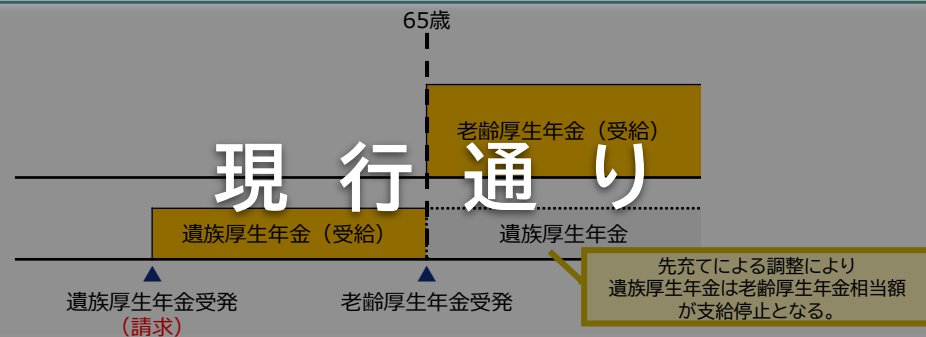 65歳
老齢厚生年金（受給）
現行通り
遺族厚生年金（受給）
遺族厚生年金
先充てによる調整により
遺族厚生年金は老齢厚生年金相当額
が支給停止となる。
遺族厚生年金受発
（請求）
老齢厚生年金受発